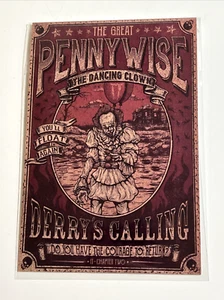 THE GREAT
PENNYWISE
THE DANCING CLOWN
YOU'LL
FLOAT
AGAIN
DERRY'S CALLING
DO YOU HAVE THE COURAGE TO RETURN?
IT CHAPTER TWO